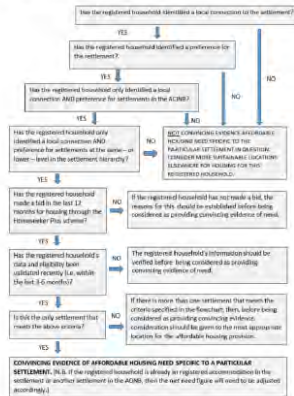 Has the registered household identified a local connection to the settlement?
YES
NO
Has the registered household identified a preference for
the settlement?
YES
NO
Has the registered household only identified a local
connection AND preference for settlements in the AONB?
YES
NO
Has the registered household only
identified a local connection AND
preference for settlements at the same – or
lower – level in the settlement hierarchy?
NO
NOT CONVINCING EVIDENCE AFFORDABLE
HOUSING NEED SPECIFIC TO THE
PARTICULAR SETTLEMENT IN QUESTION.
CONSIDER MORE SUSTAINABLE LOCATIONS
ELSEWHERE FOR HOUSING FOR THIS
REGISTERED HOUSEHOLD.
YES
Has the registered household
made a bid in the last 12
months for housing through the
Homeseeker Plus scheme?
NO
If the registered household has not made a bid, the
reasons for this should be established before being
considered as providing convincing evidence of need.
YES
Has the registered household's
data and eligibility been
validated recently (i.e. within
the last 3-6 months)?
NO
The registered household's information should be
verified before being considered as providing
convincing evidence of need.
YES
Is this the only settlement that
meets the above criteria?
NO
If there is more than one settlement that meets the
criteria specified in the flowchart, then, before being
considered as providing convincing evidence,
consideration should be given to the most appropriate
location for the affordable housing provision.
YES
CONVINCING EVIDENCE OF AFFORDABLE HOUSING NEED SPECIFIC TO A PARTICULAR
SETTLEMENT. (N.B. If the registered household is already in registered accommodation in the
settlement or another settlement in the AONB, then the net need figure will need to be adjusted
accordingly.)